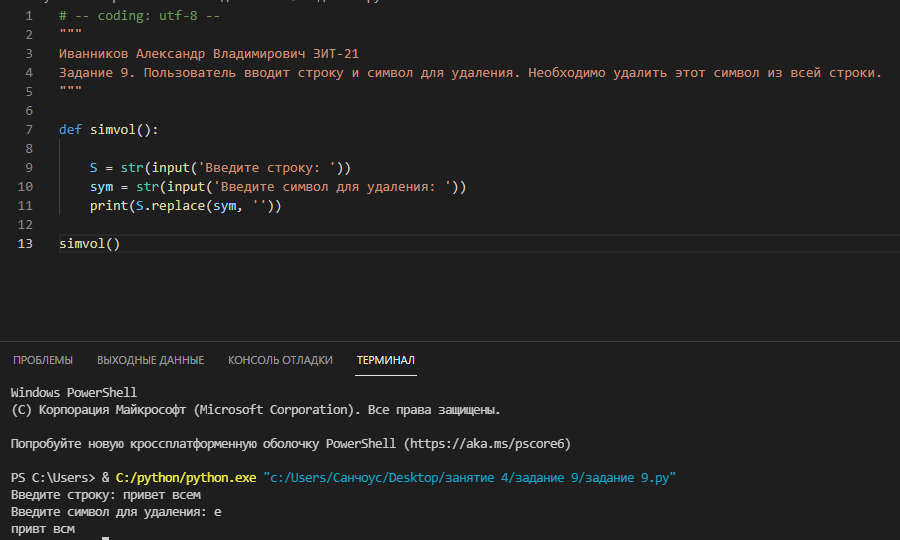 1 # -- coding: utf-8 --
2 """
3 Иванников Александр Владимирович ЗИТ-21
4 Задание 9. Пользователь вводит строку и символ для удаления. Необходимо удалить этот символ из всей строки.
5 """
6
7 def simvol():
8
9 S = str(input('Введите строку: '))
10 sym = str(input('Введите символ для удаления: '))
11 print(S.replace(sym, ''))
12
13 simvol()
ПРОБЛЕМЫ ВЫХОДНЫЕ ДАННЫЕ КОНСОЛЬ ОТЛАДКИ ТЕРМИНАЛ
Windows PowerShell
(C) Корпорация Майкрософт (Microsoft Corporation). Все права защищены.
Попробуйте новую кроссплатформенную оболочку PowerShell (https://aka.ms/pscore6)
PS C:\Users> & C:/python/python.exe "c:/Users/Санчоус/Desktop/занятие 4/задание 9/задание 9.py"
Введите строку: привет всем
Введите символ для удаления: е
привт всм